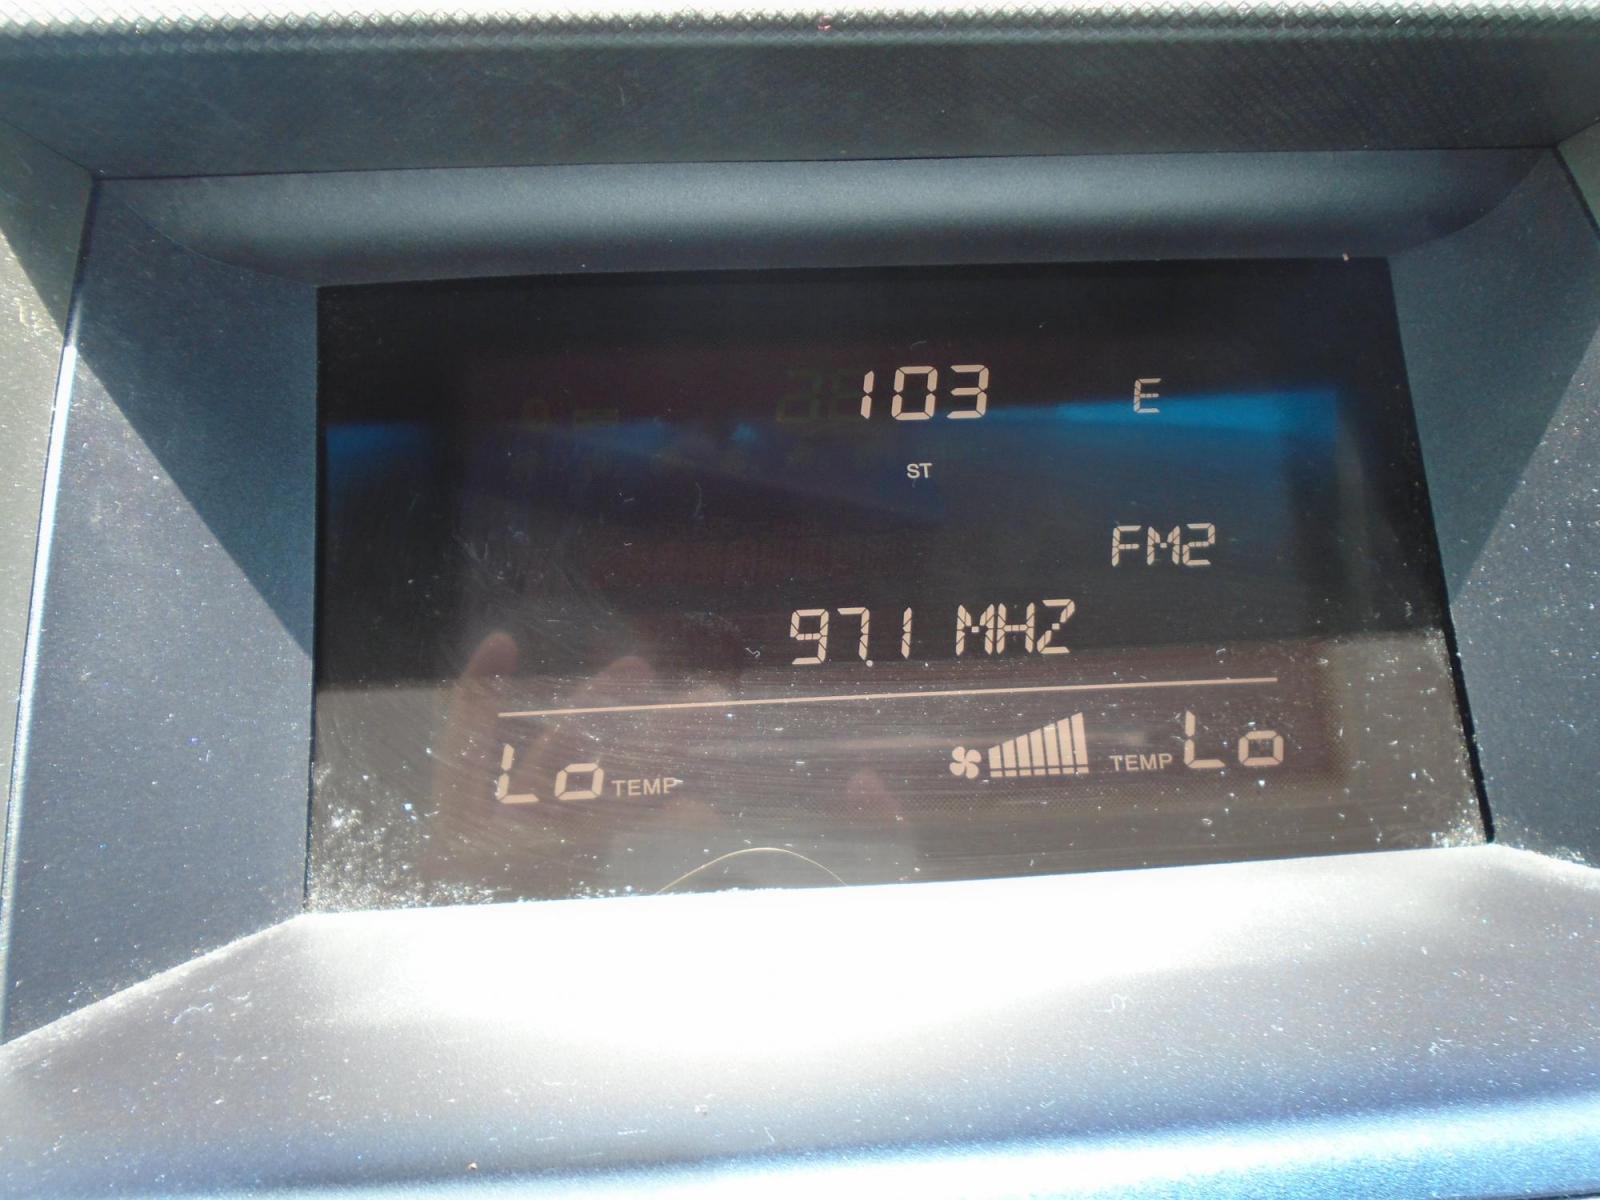 103 E
ST
FM2
97.1 MHZ
Lo TEMP TEMP Lo